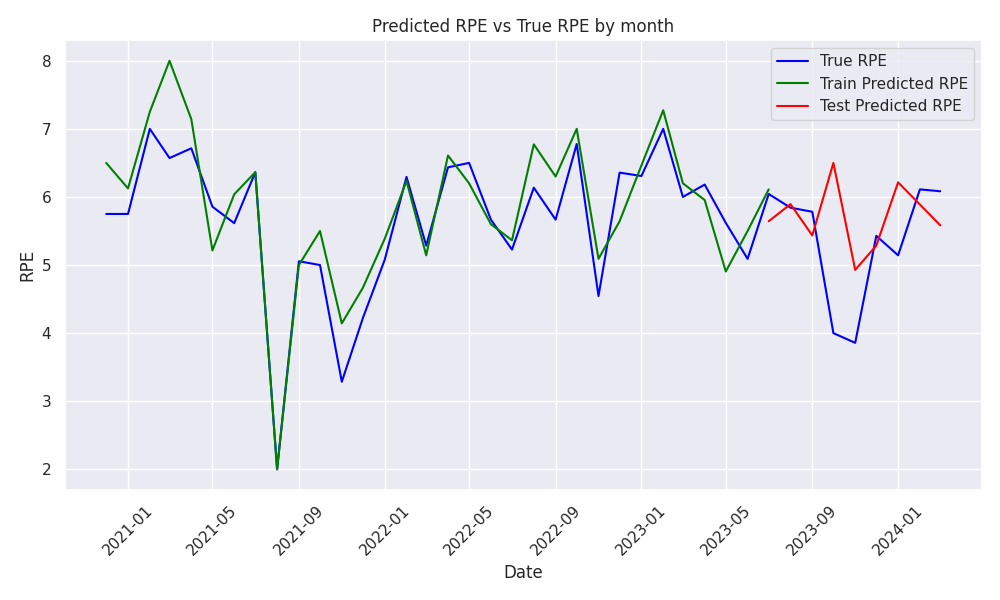 Predicted RPE vs True RPE by month
True RPE
Train Predicted RPE
Test Predicted RPE
RPE
8
7
6
5
4
3
2
2021-01
2021-05
2021-09
2022-01
2022-05
2022-09
2023-01
2023-05
2023-09
2024-01
Date